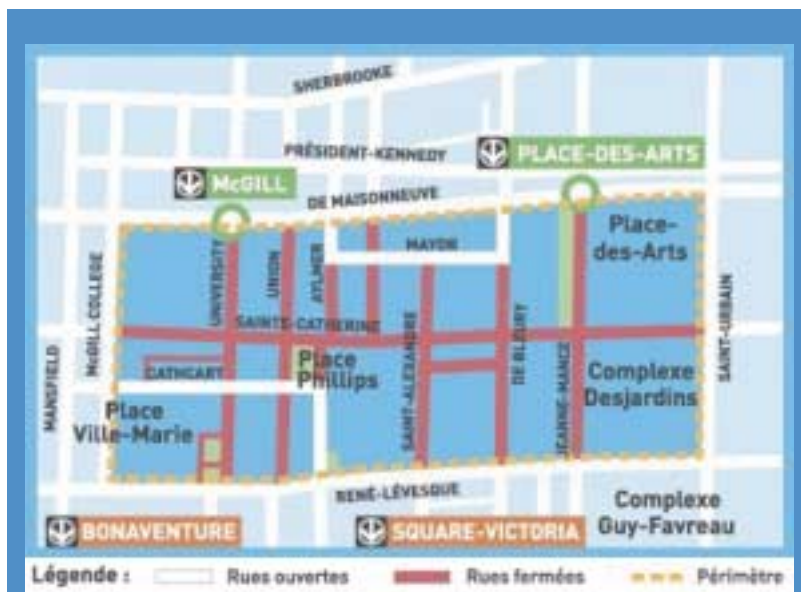 SHERBROOKE
PRÉSIDENT-KENNEDY
PLACE-DES-ARTS
McGILL
DE MAISONNEUVE
Place-
des-Arts
MAYOR
UNIVERSITY
UNION
AYLMER
SAINTE-CATHERINE
McGILL COLLEGE
MANSFIELD
CATHCART
Place
Phillips
SAINT-ALEXANDRE
DE BLEURY
JEANNE-MANCE
SAINT-URBAIN
Complexe
Desjardins
Place
Ville-Marie
RENÉ-LÉVESQUE
Complexe
Guy-Favreau
BONAVENTURE
SQUARE-VICTORIA
Légende :
Rues ouvertes
Rues fermées
Périmètre